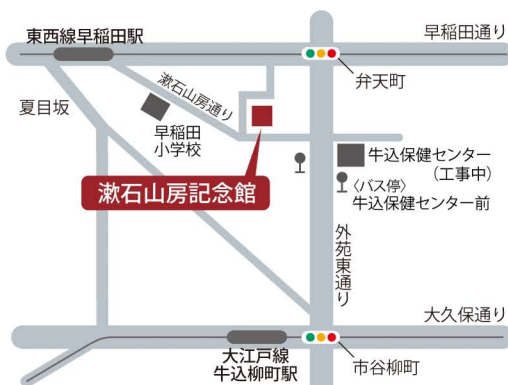 東西線早稲田駅
早稲田通り
弁天町
夏目坂
漱石山房通り
早稲田
小学校
漱石山房記念館
牛込保健センター
(工事中)
〈バス停〉
牛込保健センター前
外苑東通り
大久保通り
大江戸線
牛込柳町駅
市谷柳町